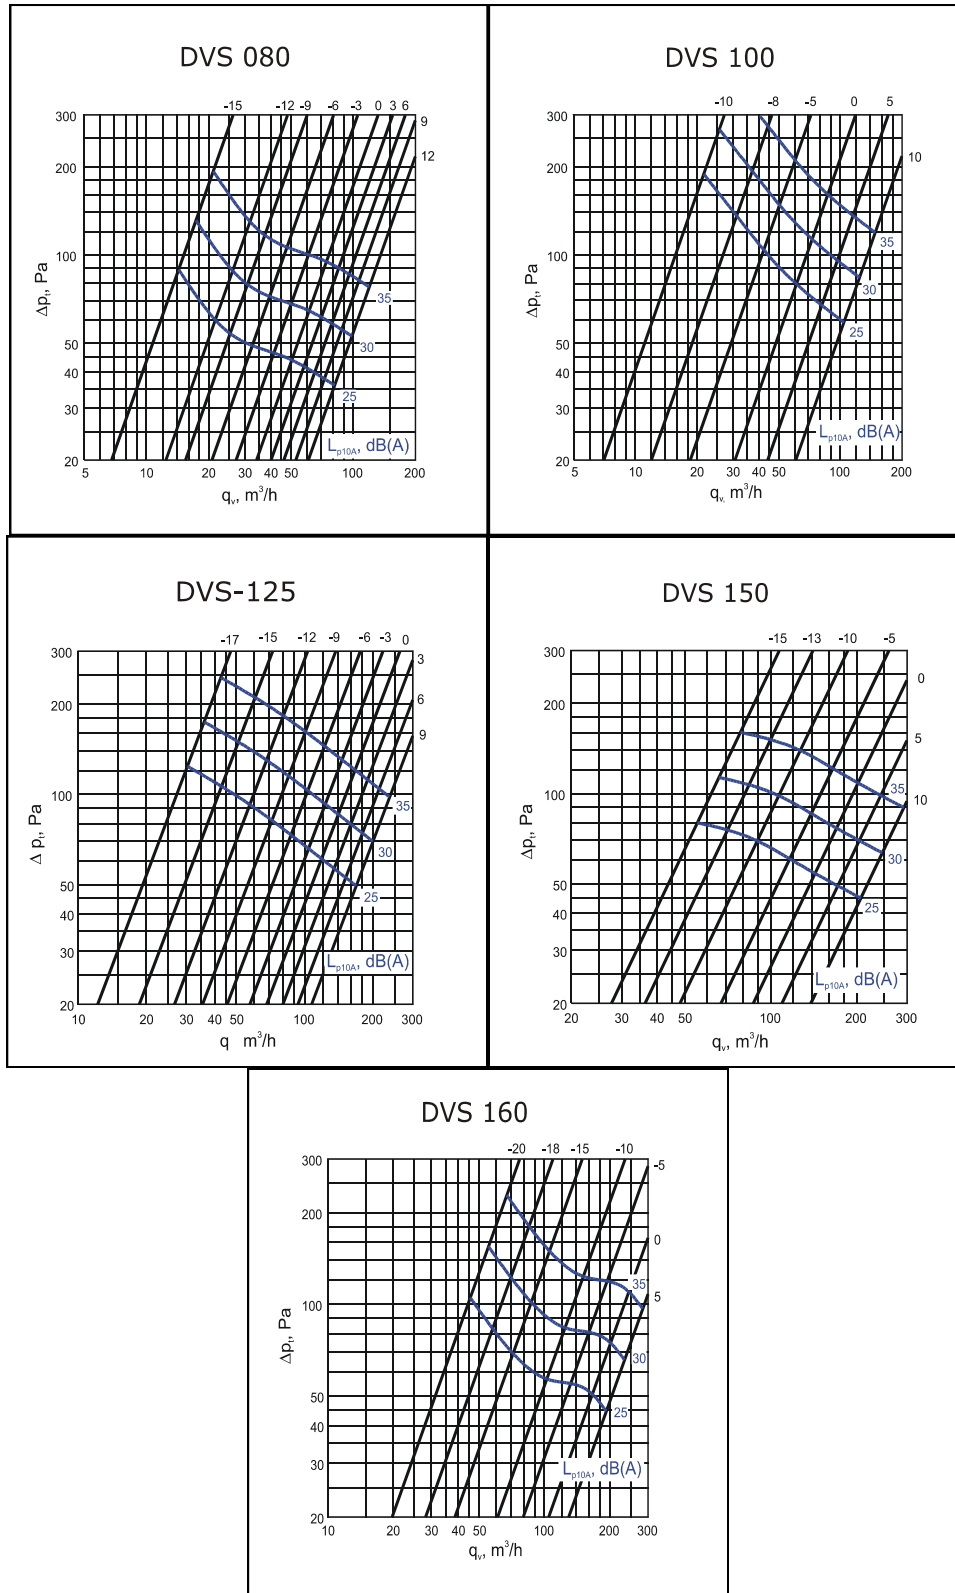 DVS 080
-15 -12 -9 -6 -3 0 3 6
300
9
12
200
100
Δpₜ, Pa
35
50
30
40
25
30
Lp10A, dB(A)
20
5 10 20 30 40 50 100 200
qᵥ, m³/h
DVS 100
-10 -8 -5 0 5
300
10
200
35
100
Δpₜ, Pa
30
50
25
40
30
Lp10A, dB(A)
20
5 10 20 30 40 50 100 200
qᵥ, m³/h
DVS-125
-17 -15 -12 -9 -6 -3 0
300
3
6
200
9
100
35
Δ pₜ, Pa
30
50
25
40
30
Lp10A, dB(A)
20
10 20 30 40 50 100 200 300
q m³/h
DVS 150
-15 -13 -10 -5
300
0
200
5
100
35
10
Δpₜ, Pa
30
50
25
40
30
Lp10A, dB(A)
20
20 30 40 50 100 200 300
qᵥ, m³/h
DVS 160
-20 -18 -15 -10
300
-5
200
0
35
5
100
Δpₜ, Pa
30
50
25
40
30
Lp10A, dB(A)
20
10 20 30 40 50 100 200 300
qᵥ, m³/h